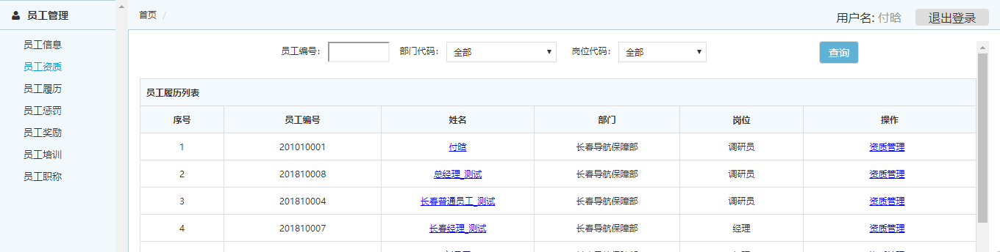 员工管理
首页 /
用户名: 付晗 退出登录
员工信息
员工资质
员工履历
员工惩罚
员工奖励
员工培训
员工职称
员工编号： 部门代码： 全部 岗位代码： 全部 查询
员工履历列表
序号 员工编号 姓名 部门 岗位 操作
1 201010001 付晗 长春导航保障部 调研员 资质管理
2 201810008 总经理_测试 长春导航保障部 调研员 资质管理
3 201810004 长春普通员工_测试 长春导航保障部 调研员 资质管理
4 201810007 长春经理_测试 长春导航保障部 经理 资质管理